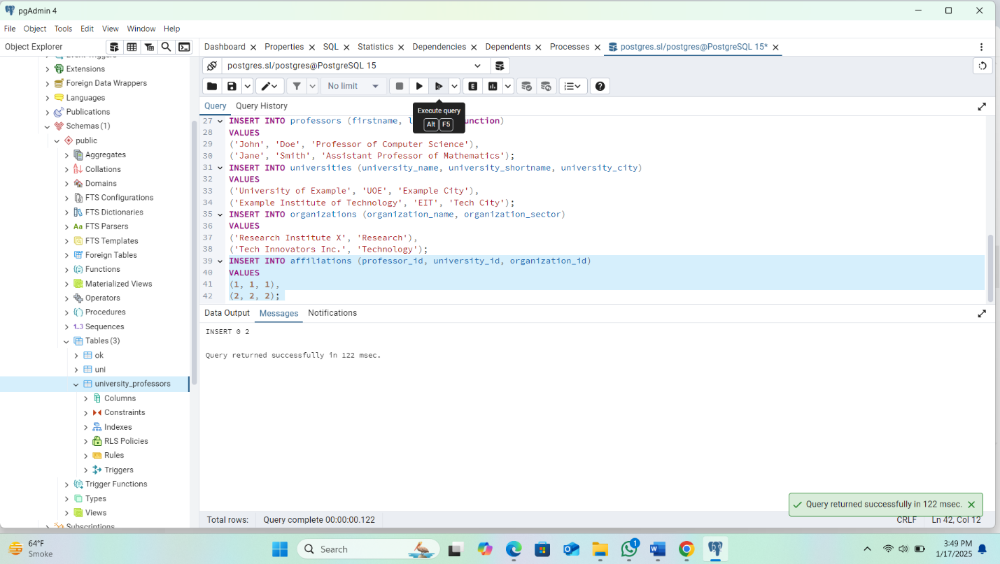 pgAdmin 4
File Object Tools Edit View Window Help
Object Explorer
Dashboard Properties SQL Statistics Dependencies Dependents Processes postgres.sl/postgres@PostgreSQL 15*
postgres.sl/postgres@PostgreSQL 15
No limit
E
Query Query History
Execute query
Alt F5
Extensions
Foreign Data Wrappers
Languages
Publications
Schemas (1)
public
Aggregates
Collations
Domains
FTS Configurations
FTS Dictionaries
Aa FTS Parsers
FTS Templates
Foreign Tables
Functions
Materialized Views
Operators
Procedures
1..3 Sequences
Tables (3)
ok
uni
university_professors
Columns
Constraints
Indexes
RLS Policies
Rules
Triggers
Trigger Functions
Types
Views
Subscriptions
27 INSERT INTO professors (firstname,
28 VALUES
29 ('John', 'Doe', 'Professor of Computer Science'),
30 ('Jane', 'Smith', 'Assistant Professor of Mathematics');
31 INSERT INTO universities (university_name, university_shortname, university_city)
32 VALUES
33 ('University of Example', 'UOE', 'Example City'),
34 ('Example Institute of Technology', 'EIT', 'Tech City');
35 INSERT INTO organizations (organization_name, organization_sector)
36 VALUES
37 ('Research Institute X', 'Research'),
38 ('Tech Innovators Inc.', 'Technology');
39 INSERT INTO affiliations (professor_id, university_id, organization_id)
40 VALUES
41 (1, 1, 1),
42 (2, 2, 2);
Data Output Messages Notifications
INSERT 0 2
Query returned successfully in 122 msec.
Query returned successfully in 122 msec.
Total rows: Query complete 00:00:00.122 CRLF Ln 42, Col 12
64°F
Smoke
Search
1
3:49 PM
1/17/2025